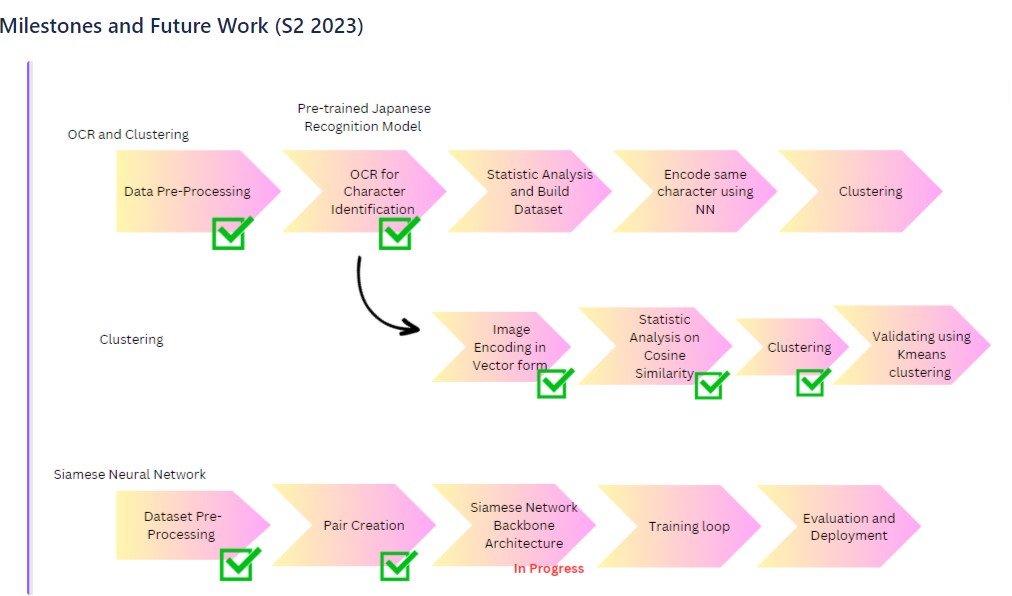 Milestones and Future Work (S2 2023)
Pre-trained Japanese
Recognition Model
OCR and Clustering
Data Pre-Processing
OCR for
Character
Identification
Statistic Analysis
and Build
Dataset
Encode same
character using
NN
Clustering
Clustering
Image
Encoding in
Vector form
Statistic
Analysis on
Cosine
Similarity
Clustering
Validating using
Kmeans
clustering
Siamese Neural Network
Dataset Pre-
Processing
Pair Creation
Siamese Network
Backbone
Architecture
In Progress
Training loop
Evaluation and
Deployment